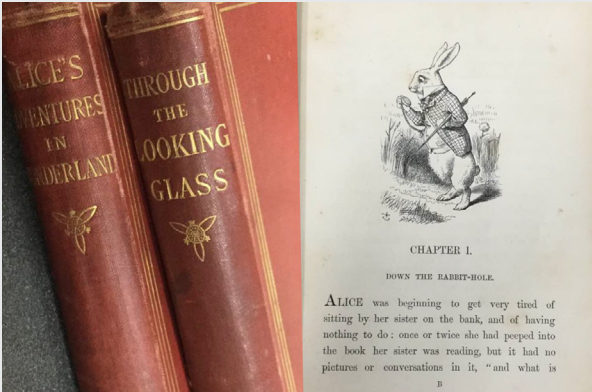 LICE'S
VENTURES
IN
DERLAND
THROUGH
THE
LOOKING
GLASS
CHAPTER I.
DOWN THE RABBIT-HOLE.
ALICE was beginning to get very tired of
sitting by her sister on the bank, and of having
nothing to do: once or twice she had peeped into
the book her sister was reading, but it had no
pictures or conversations in it, "and what is
B